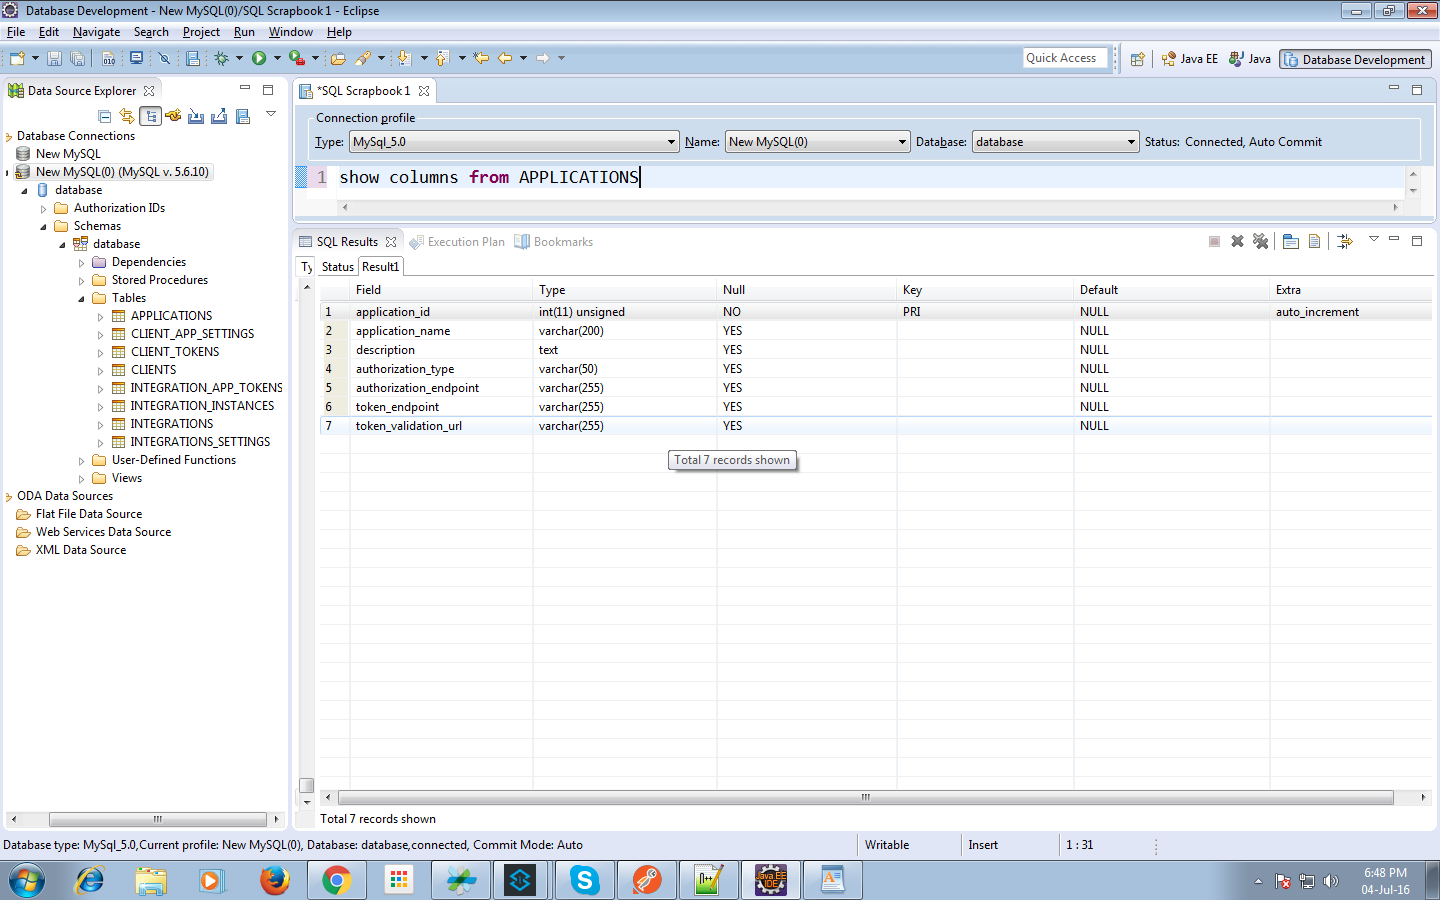 Database Development - New MySQL(0)/SQL Scrapbook 1 - Eclipse
File Edit Navigate Search Project Run Window Help
Quick Access Java EE Java Database Development
Data Source Explorer
Database Connections
New MySQL
New MySQL(0) (MySQL v. 5.6.10)
database
Authorization IDs
Schemas
database
Dependencies
Stored Procedures
Tables
APPLICATIONS
CLIENT_APP_SETTINGS
CLIENT_TOKENS
CLIENTS
INTEGRATION_APP_TOKENS
INTEGRATION_INSTANCES
INTEGRATIONS
INTEGRATIONS_SETTINGS
User-Defined Functions
Views
ODA Data Sources
Flat File Data Source
Web Services Data Source
XML Data Source
*SQL Scrapbook 1
Connection profile
Type: MySql_5.0 Name: New MySQL(0) Database: database Status: Connected, Auto Commit
1 show columns from APPLICATIONS
SQL Results Execution Plan Bookmarks
Ty Status Result1
Field Type Null Key Default Extra
1 application_id int(11) unsigned NO PRI NULL auto_increment
2 application_name varchar(200) YES NULL
3 description text YES NULL
4 authorization_type varchar(50) YES NULL
5 authorization_endpoint varchar(255) YES NULL
6 token_endpoint varchar(255) YES NULL
7 token_validation_url varchar(255) YES NULL
Total 7 records shown
Total 7 records shown
Database type: MySql_5.0,Current profile: New MySQL(0), Database: database,connected, Commit Mode: Auto Writable Insert 1 : 31
Java EE
IDE
6:48 PM
04-Jul-16